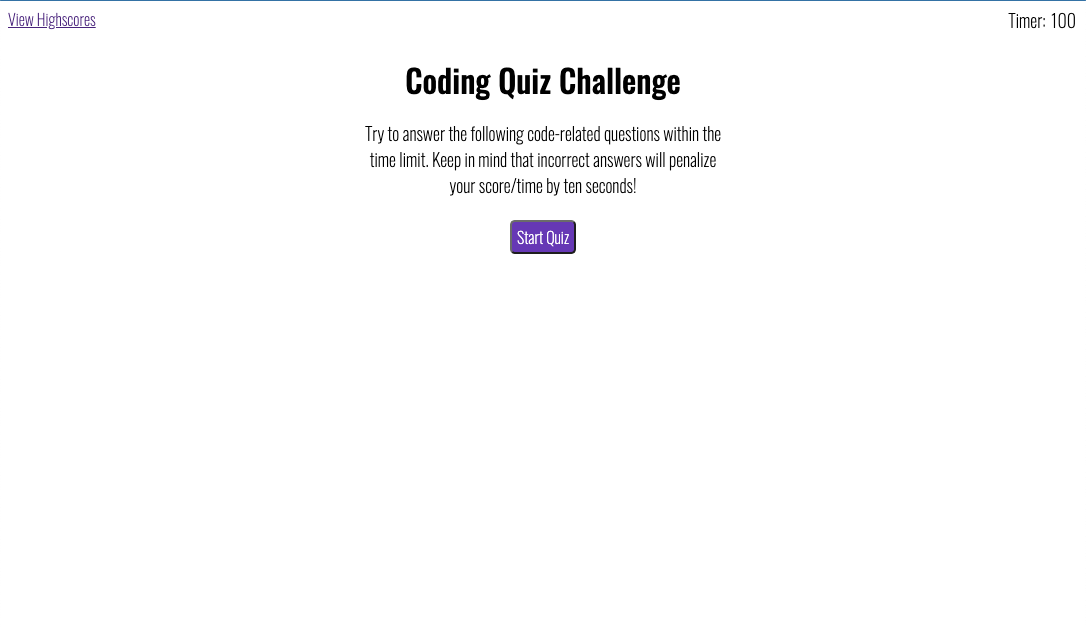 View Highscores
Timer: 100
Coding Quiz Challenge
Try to answer the following code-related questions within the
time limit. Keep in mind that incorrect answers will penalize
your score/time by ten seconds!
Start Quiz